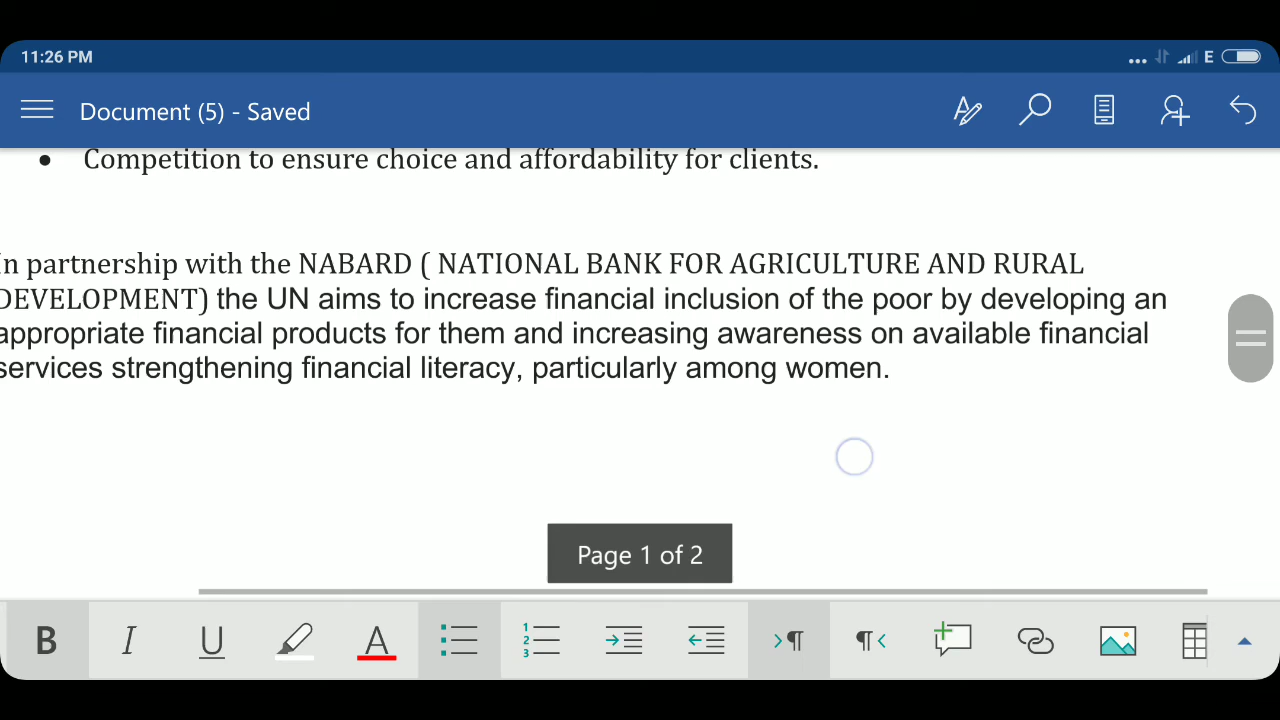 11:26 PM
E
Document (5) - Saved
• Competition to ensure choice and affordability for clients.
n partnership with the NABARD ( NATIONAL BANK FOR AGRICULTURE AND RURAL
DEVELOPMENT) the UN aims to increase financial inclusion of the poor by developing an
appropriate financial products for them and increasing awareness on available financial
services strengthening financial literacy, particularly among women.
Page 1 of 2
B I U A
1
2
3